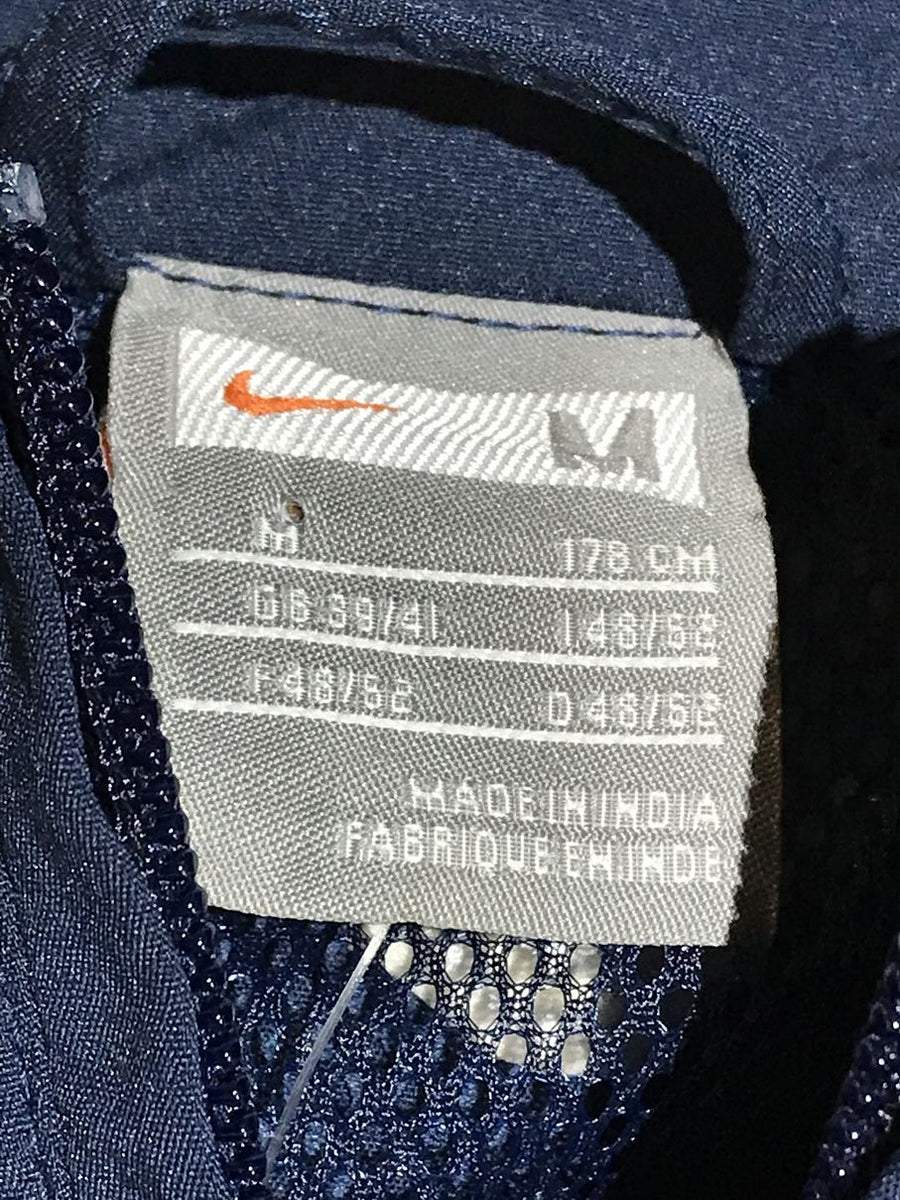 M
M 178 CM
GB 39/41 I 48/52
F 48/52 D 48/52
MADE IN INDIA
FABRIQUE EN INDE